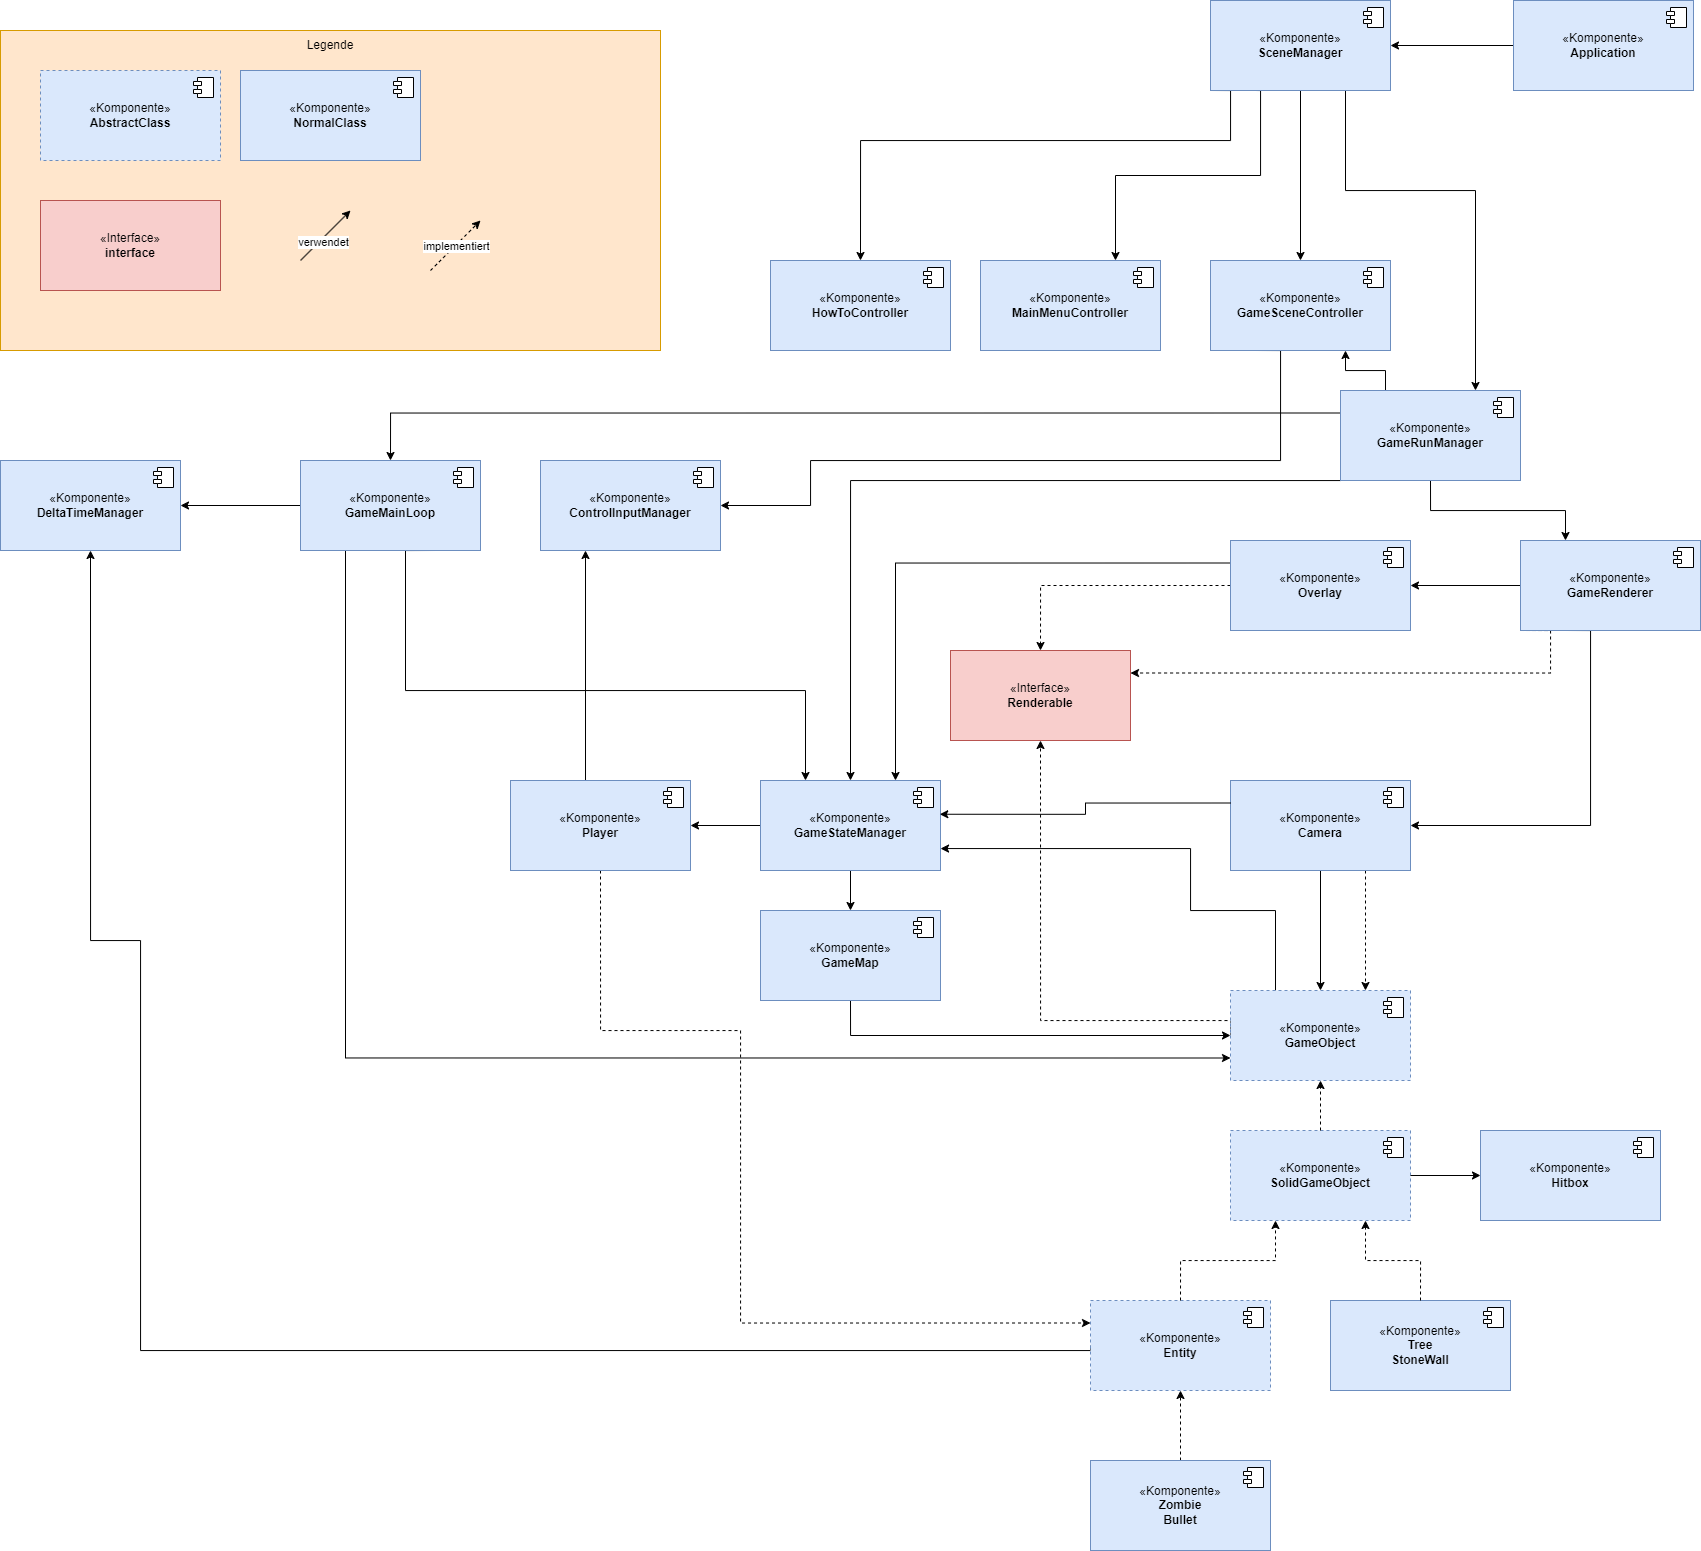 «Komponente»
SceneManager
«Komponente»
Application
Legende
«Komponente»
AbstractClass
«Komponente»
NormalClass
«Interface»
interface
verwendet
implementiert
«Komponente»
HowToController
«Komponente»
MainMenuController
«Komponente»
GameSceneController
«Komponente»
GameRunManager
«Komponente»
DeltaTimeManager
«Komponente»
GameMainLoop
«Komponente»
ControlInputManager
«Komponente»
Overlay
«Komponente»
GameRenderer
«Interface»
Renderable
«Komponente»
Player
«Komponente»
GameStateManager
«Komponente»
Camera
«Komponente»
GameMap
«Komponente»
GameObject
«Komponente»
SolidGameObject
«Komponente»
Hitbox
«Komponente»
Entity
«Komponente»
Tree
StoneWall
«Komponente»
Zombie
Bullet